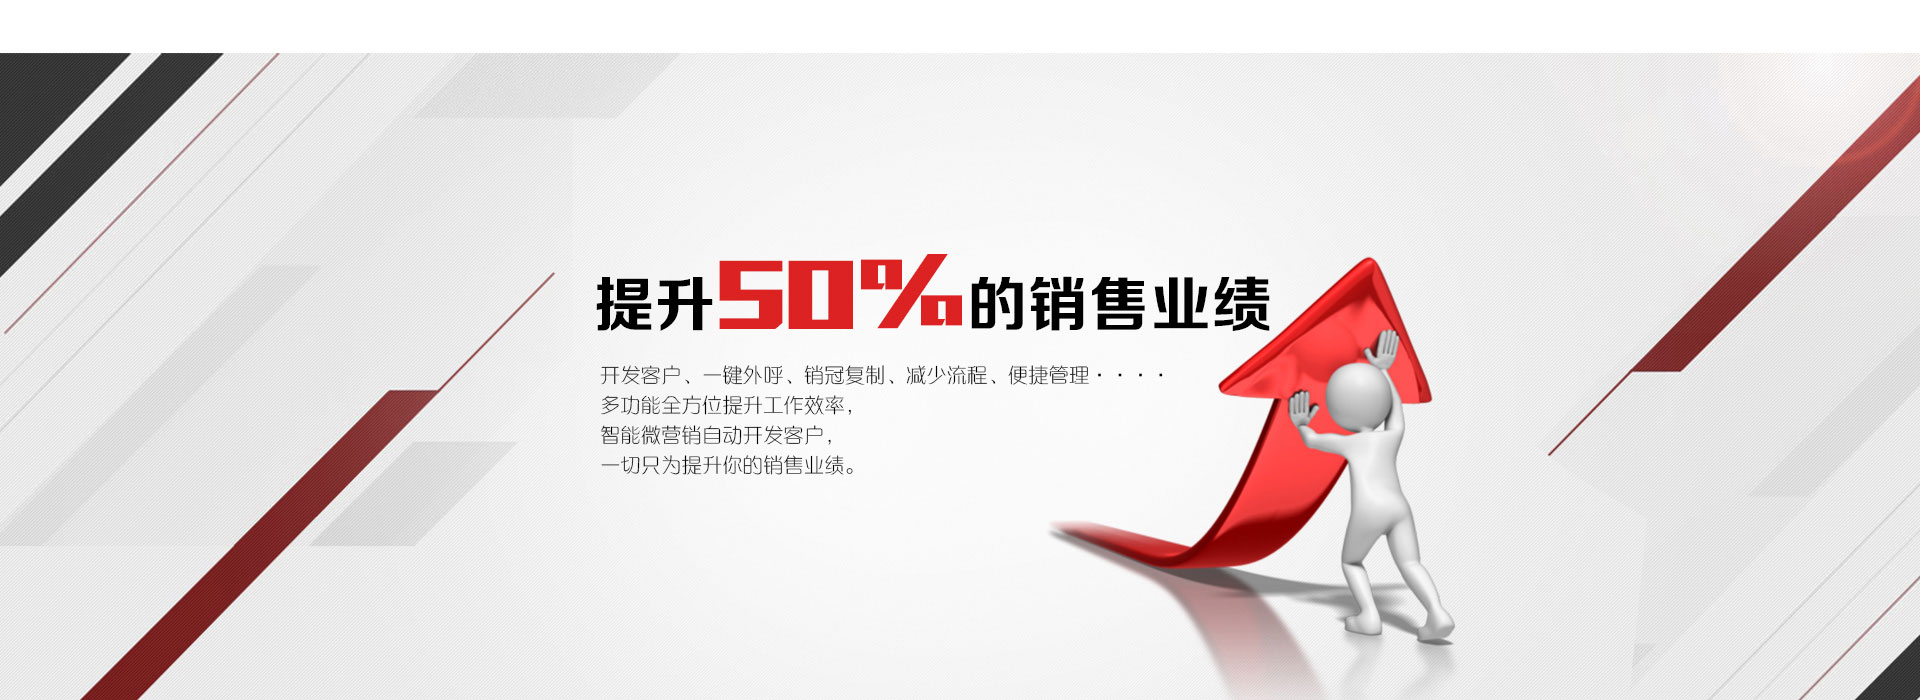 提升50%的销售业绩
开发客户、一键外呼、销冠复制、减少流程、便捷管理····
多功能全方位提升工作效率，
智能微营销自动开发客户，
一切只为提升你的销售业绩。